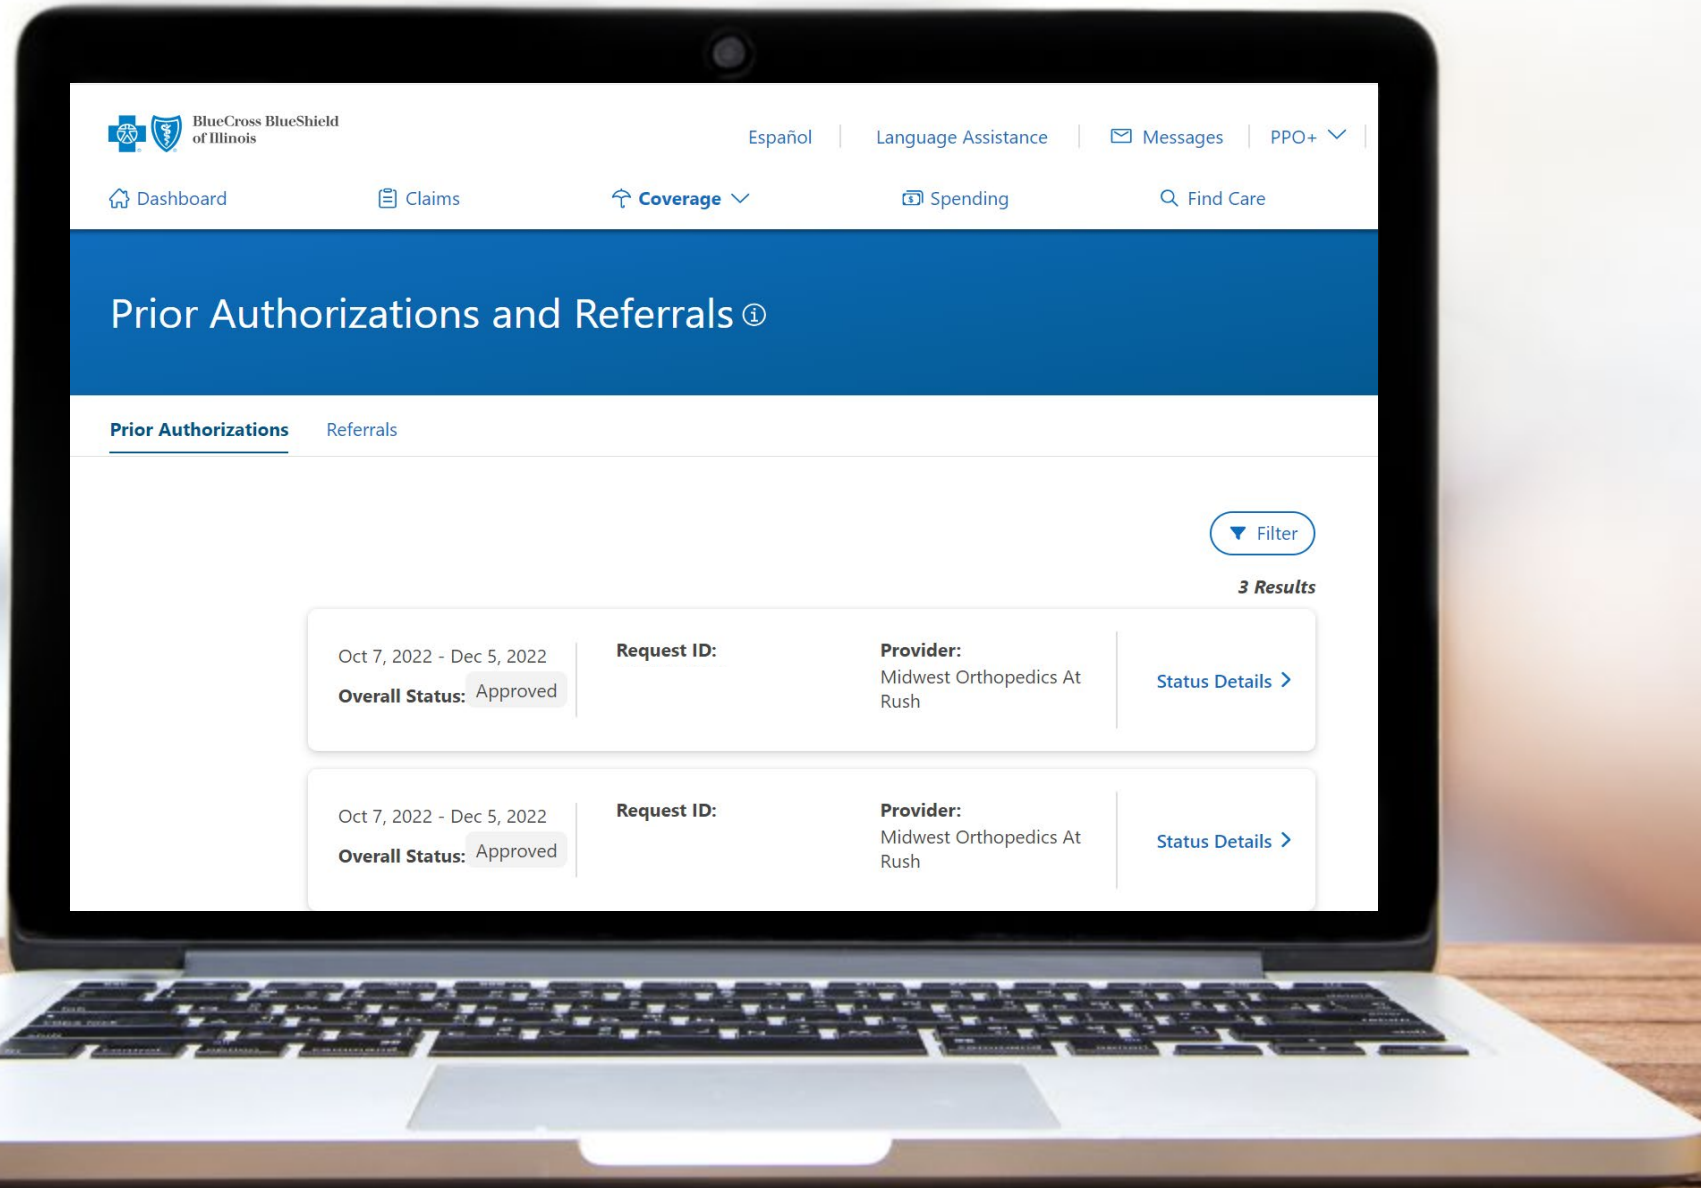 BlueCross BlueShield
of Illinois
Español
Language Assistance
Messages
PPO+
Dashboard
Claims
Coverage
Spending
Find Care
Prior Authorizations and Referrals
Prior Authorizations
Referrals
Filter
3 Results
Oct 7, 2022 - Dec 5, 2022
Overall Status: Approved
Request ID:
Provider:
Midwest Orthopedics At
Rush
Status Details
Oct 7, 2022 - Dec 5, 2022
Overall Status: Approved
Request ID:
Provider:
Midwest Orthopedics At
Rush
Status Details